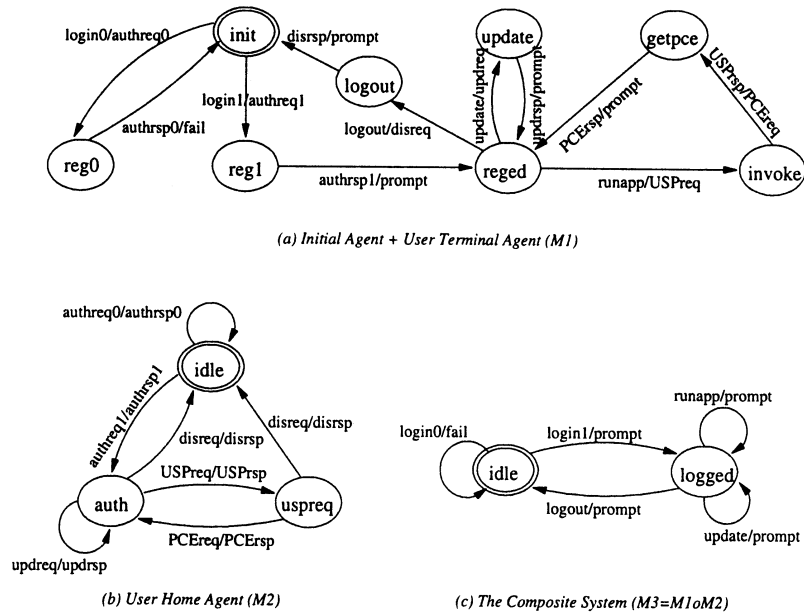 login0/authreq0
init
disrsp/prompt
update
getpce
logout
login1/authreq1
authrsp0/fail
update/updreq
updrsp/prompt
USPrsp/PCEreq
PCErsp/prompt
logout/disreq
reg0
reg1
authrsp1/prompt
reged
runapp/USPreq
invoke
(a) Initial Agent + User Terminal Agent (M1)
authreq0/authrsp0
idle
authreq1/authrsp1
disreq/disrsp
disreq/disrsp
USPreq/USPrsp
auth
uspreq
PCEreq/PCErsp
updreq/updrsp
(b) User Home Agent (M2)
runapp/prompt
login0/fail
login1/prompt
idle
logged
logout/prompt
update/prompt
(c) The Composite System (M3=M1oM2)